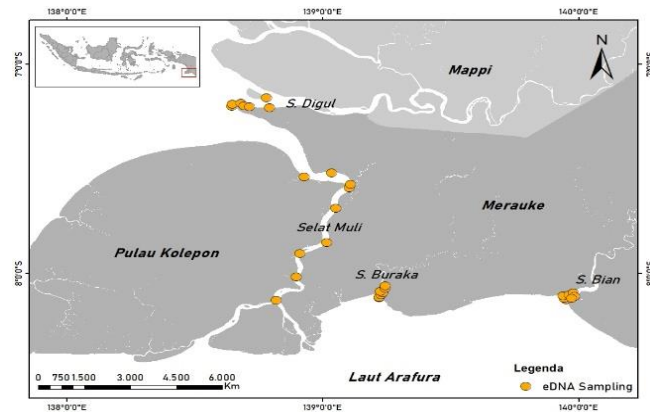 138°0'0"E 139°0'0"E 140°0'0"E
N
7°0'0"S 7°0'0"S
Mappi
S. Digul
Merauke
Selat Muli
Pulau Kolepon
S. Buraka
S. Bian
8°0'0"S 8°0'0"S
Legenda
eDNA Sampling
0 750 1.500 3.000 4.500 6.000
Km
Laut Arafura
138°0'0"E 139°0'0"E 140°0'0"E